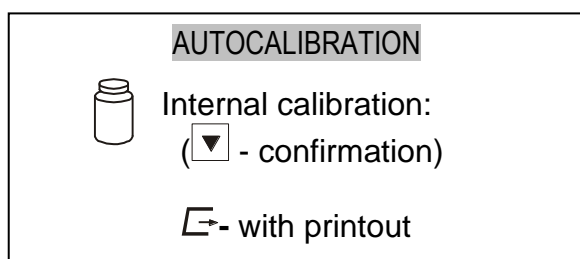 AUTOCALIBRATION
Internal calibration:
(▼ - confirmation)
- with printout